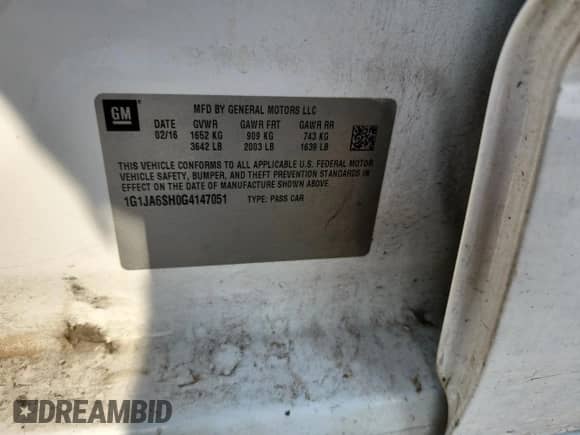 GM
MFD BY GENERAL MOTORS LLC
DATE GVWR GAWR FRT GAWR RR
02/16 1652 KG 909 KG 743 KG
3642 LB 2003 LB 1639 LB
THIS VEHICLE CONFORMS TO ALL APPLICABLE U.S. FEDERAL MOTOR
VEHICLE SAFETY, BUMPER, AND THEFT PREVENTION STANDARDS IN
EFFECT ON THE DATE OF MANUFACTURE SHOWN ABOVE.
1G1JA6SH0G4147051 TYPE: PASS CAR
DREAMBID